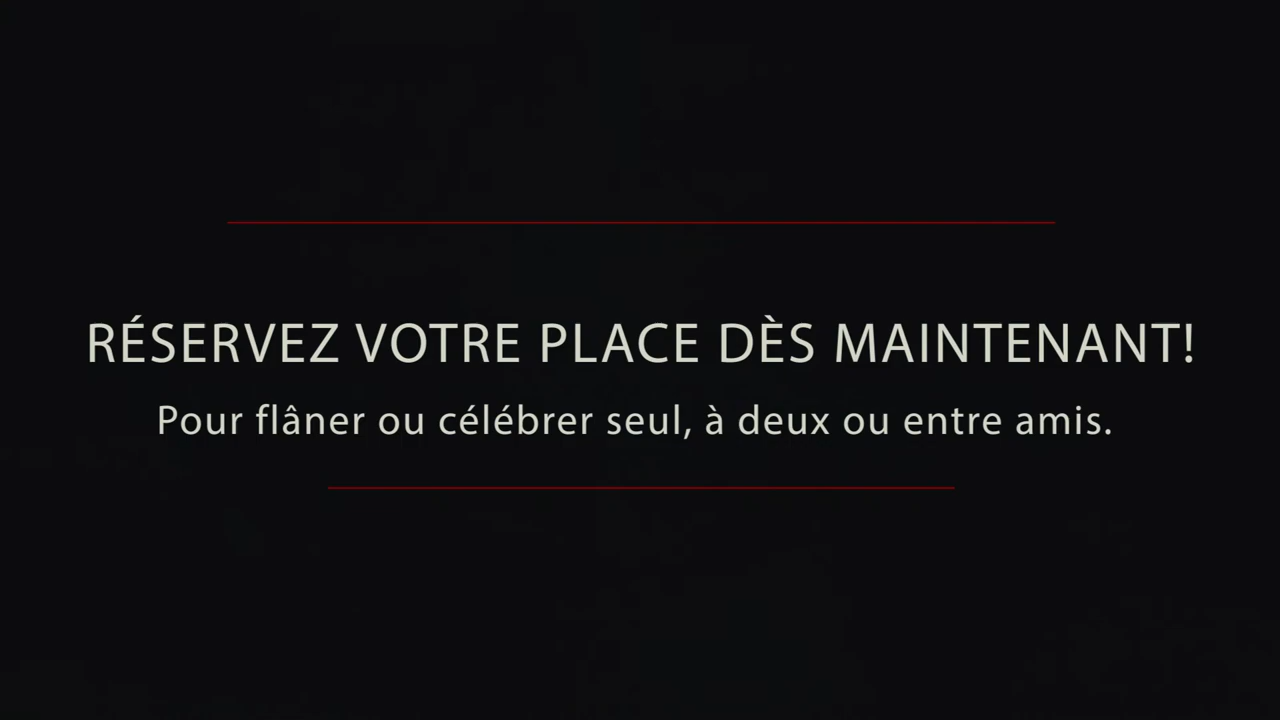 RÉSERVEZ VOTRE PLACE DÈS MAINTENANT!
Pour flâner ou célébrer seul, à deux ou entre amis.